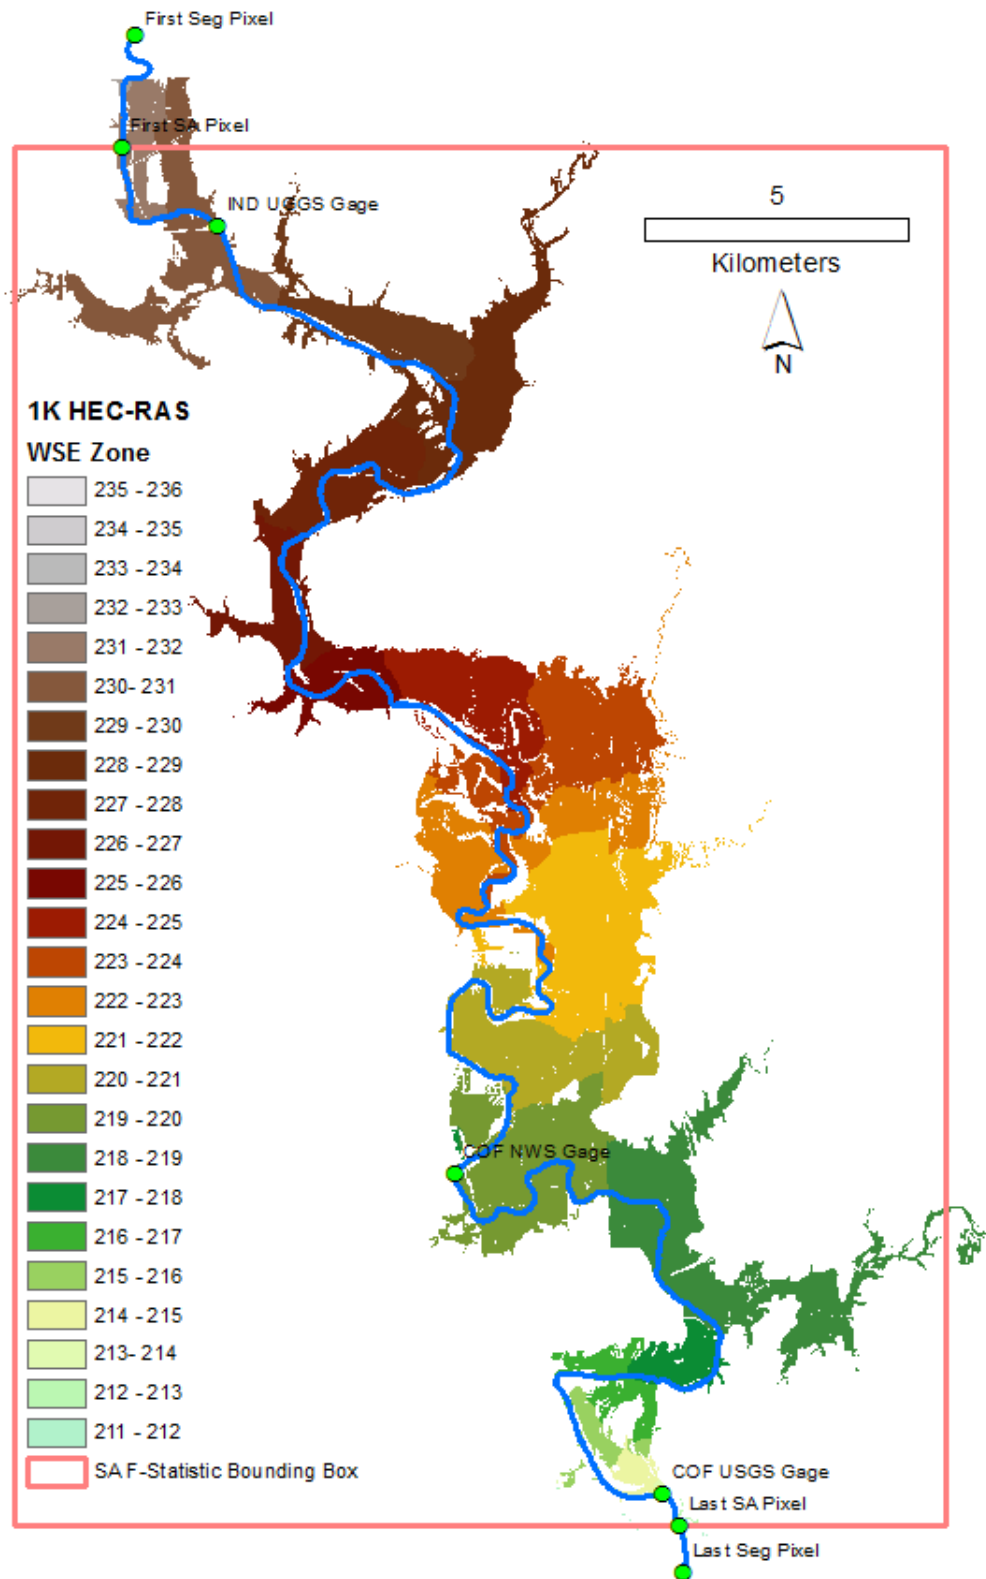 First Seg Pixel
First SA Pixel
IND USGS Gage
5
Kilometers
N
1K HEC-RAS
WSE Zone
235 - 236
234 - 235
233 - 234
232 - 233
231 - 232
230- 231
229 - 230
228 - 229
227 - 228
226 - 227
225 - 226
224 - 225
223 - 224
222 - 223
221 - 222
220 - 221
219 - 220
218 - 219
217 - 218
216 - 217
215 - 216
214 - 215
213- 214
212 - 213
211 - 212
SA F-Statistic Bounding Box
COF NWS Gage
COF USGS Gage
Last SA Pixel
Last Seg Pixel